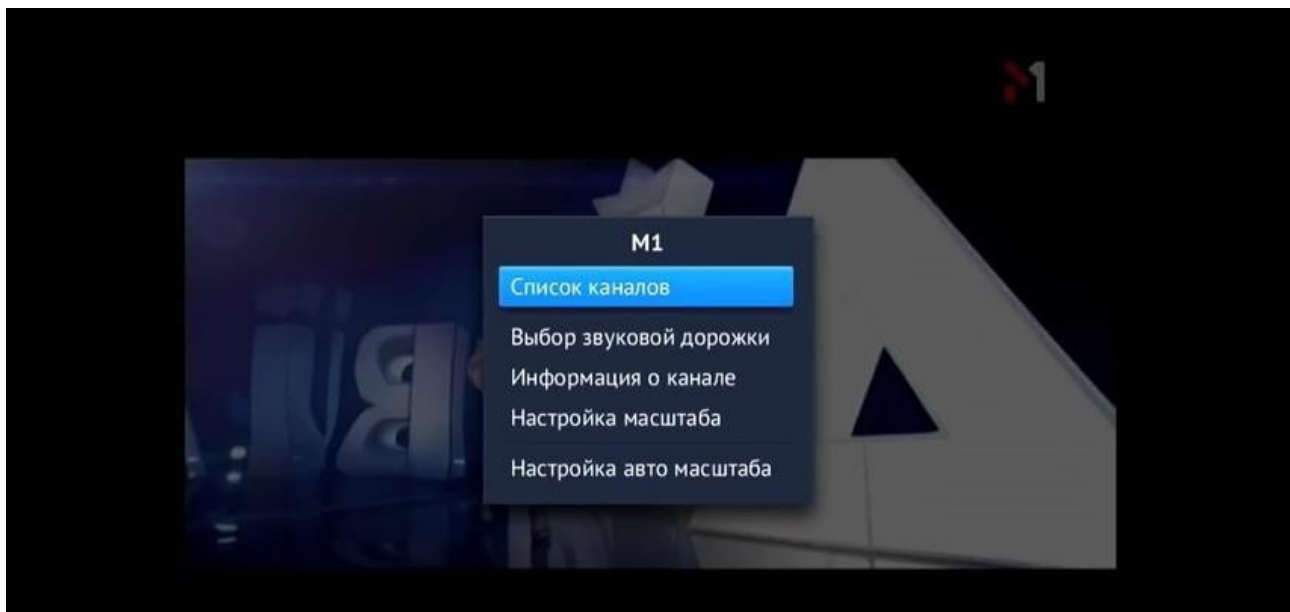 M1
M1
Список каналов
Выбор звуковой дорожки
Информация о канале
Настройка масштаба
Настройка авто масштаба